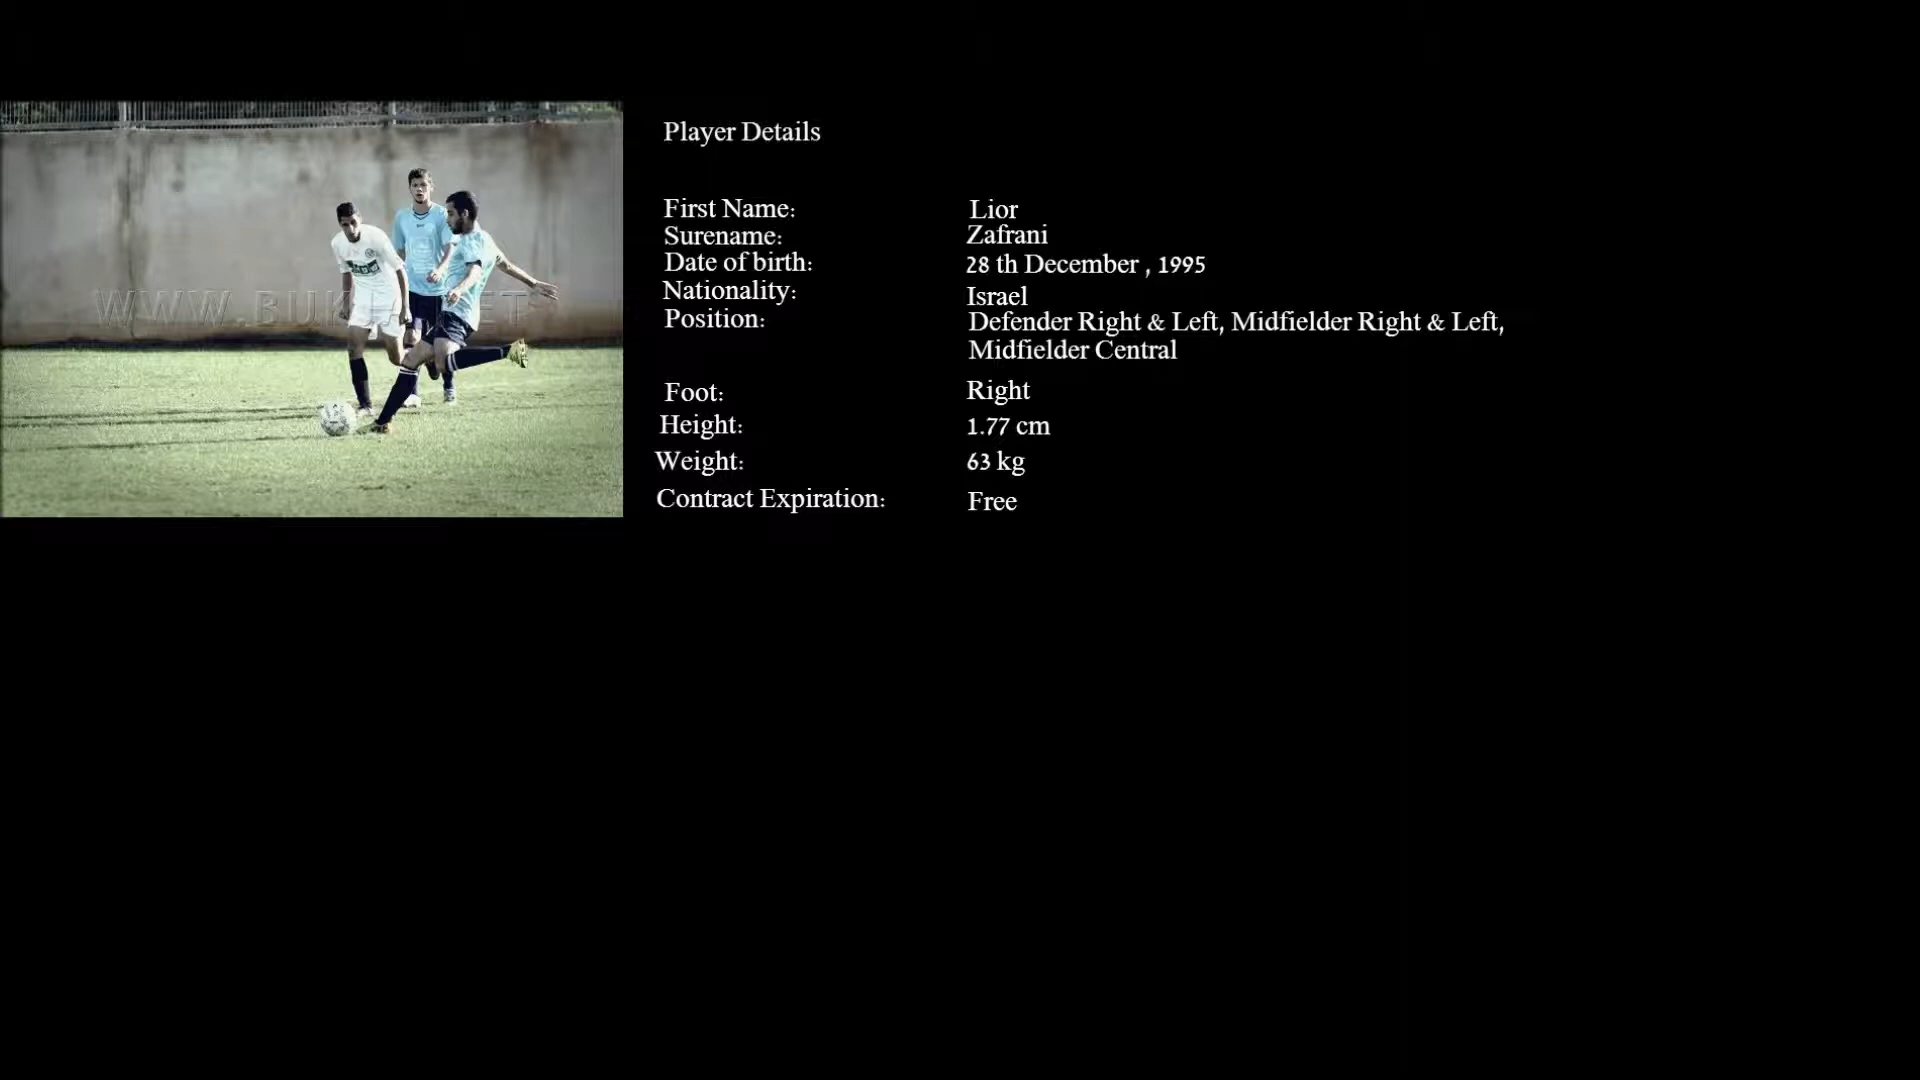 Player Details
First Name: Lior
Surename: Zafrani
Date of birth: 28 th December , 1995
Nationality: Israel
Position: Defender Right & Left, Midfielder Right & Left,
Midfielder Central
Foot: Right
Height: 1.77 cm
Weight: 63 kg
Contract Expiration: Free